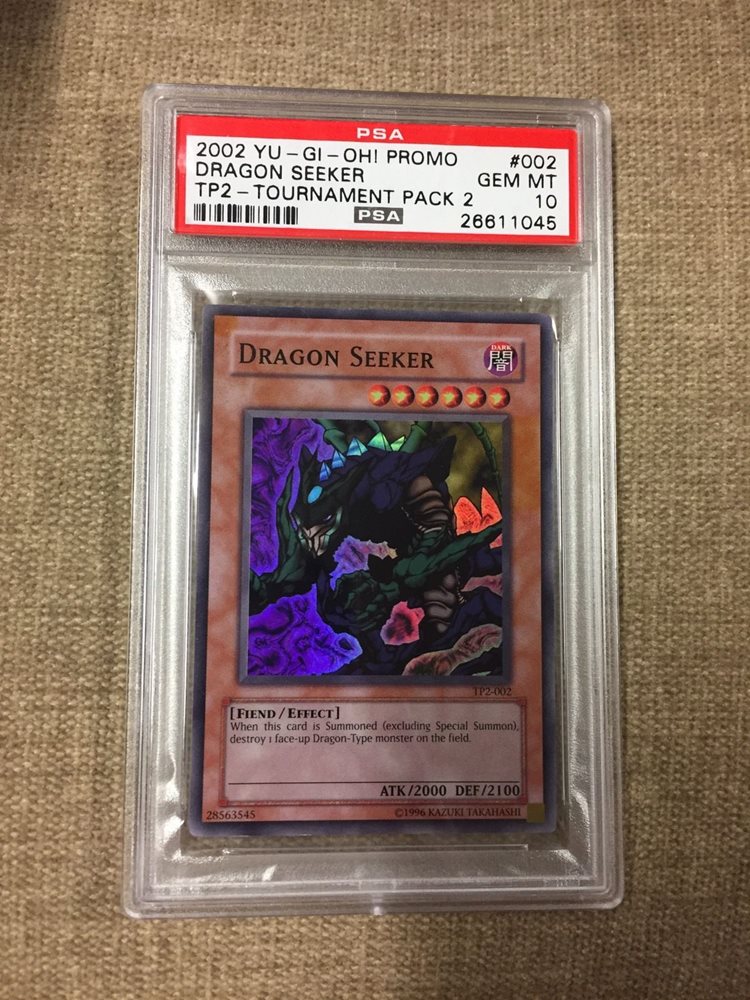 PSA
2002 YU-GI-OH! PROMO #002
DRAGON SEEKER GEM MT
TP2-TOURNAMENT PACK 2 10
PSA 26611045
DRAGON SEEKER
DARK
闇
TP2-002
[FIEND/EFFECT]
When this card is Summoned (excluding Special Summon),
destroy 1 face-up Dragon-Type monster on the field.
ATK/2000 DEF/2100
28563545 ©1996 KAZUKI TAKAHASHI